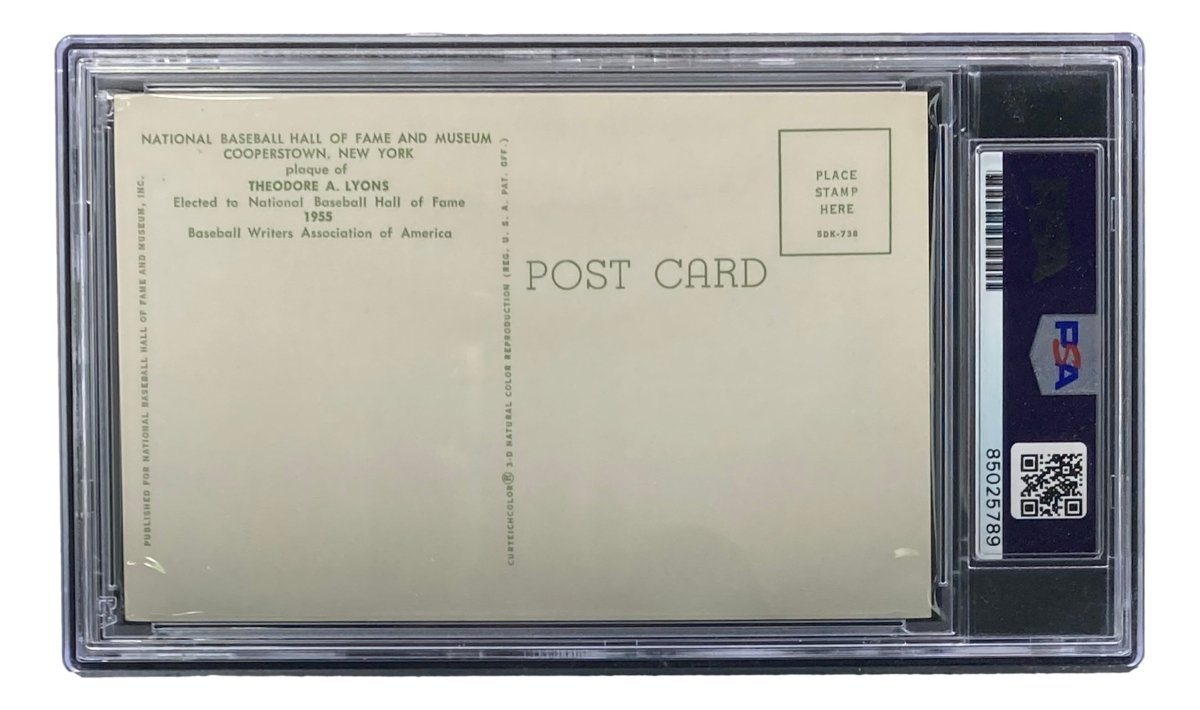 NATIONAL BASEBALL HALL OF FAME AND MUSEUM
COOPERSTOWN, NEW YORK
plaque of
THEODORE A. LYONS
Elected to National Baseball Hall of Fame
1955
Baseball Writers Association of America
PUBLISHED FOR NATIONAL BASEBALL HALL OF FAME AND MUSEUM, INC.
CURTEICHCOLOR® 3-D NATURAL COLOR REPRODUCTION (REG. U. S. A. PAT. OFF.)
POST CARD
PLACE
STAMP
HERE
SDK-738
PSA
PSA
85025789